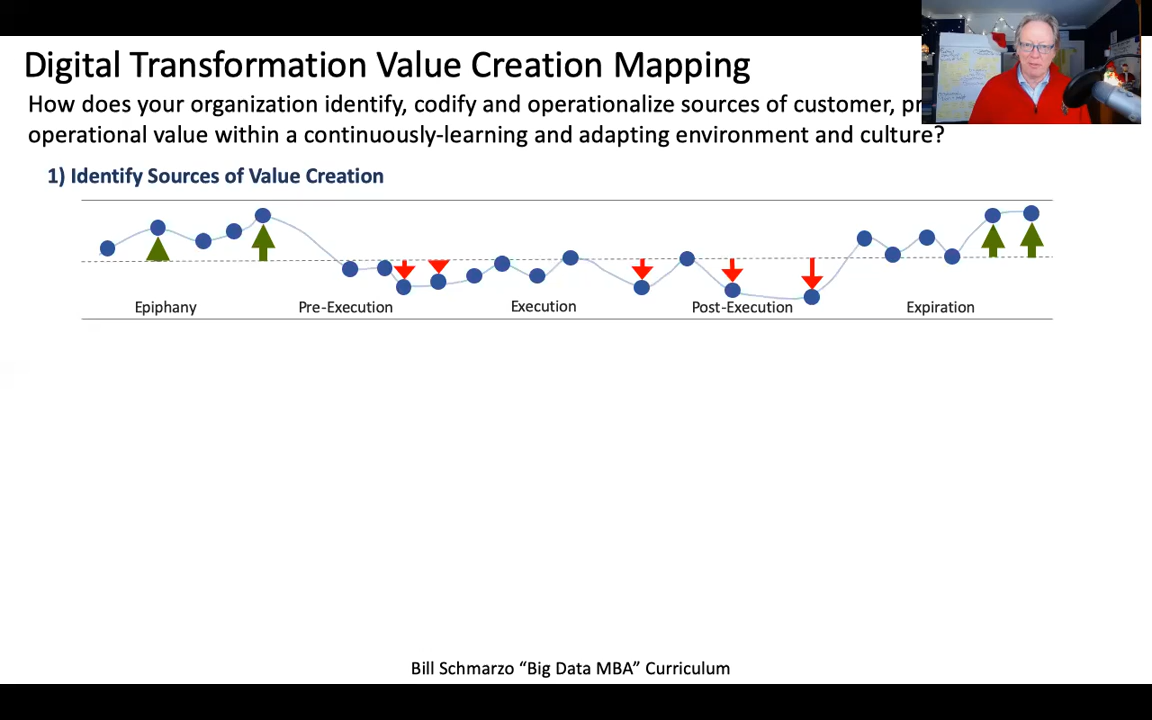 Digital Transformation Value Creation Mapping
How does your organization identify, codify and operationalize sources of customer,
operational value within a continuously-learning and adapting environment and culture?
1) Identify Sources of Value Creation
Epiphany Pre-Execution Execution Post-Execution Expiration
Bill Schmarzo “Big Data MBA” Curriculum